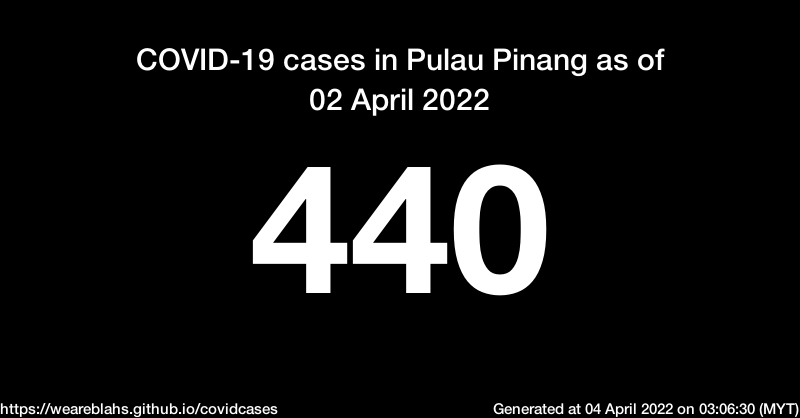 COVID-19 cases in Pulau Pinang as of
02 April 2022
440
https://weareblahs.github.io/covidcases
Generated at 04 April 2022 on 03:06:30 (MYT)